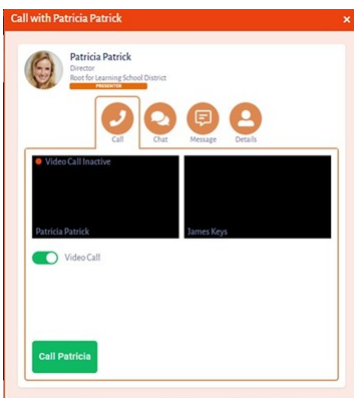 Call with Patricia Patrick ×
Patricia Patrick
Director
Root for Learning School District
PRESENTER
Call Chat Message Details
Video Call Inactive
Patricia Patrick James Keys
Video Call
Call Patricia